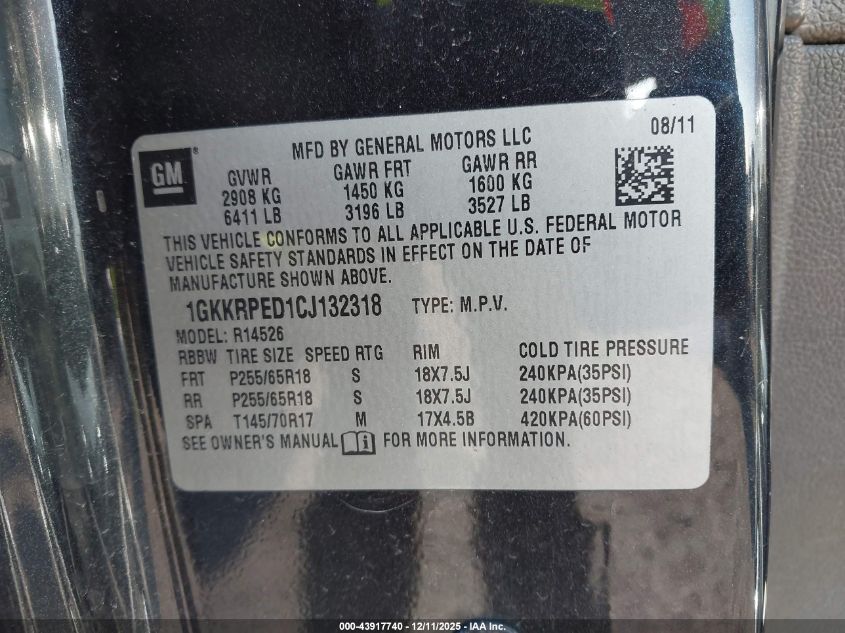 MFD BY GENERAL MOTORS LLC 08/11
GM
GVWR GAWR FRT GAWR RR
2908 KG 1450 KG 1600 KG
6411 LB 3196 LB 3527 LB
THIS VEHICLE CONFORMS TO ALL APPLICABLE U.S. FEDERAL MOTOR
VEHICLE SAFETY STANDARDS IN EFFECT ON THE DATE OF
MANUFACTURE SHOWN ABOVE.
1GKKRPED1CJ132318 TYPE: M.P.V.
MODEL: R14526
RBBW TIRE SIZE SPEED RTG RIM COLD TIRE PRESSURE
FRT P255/65R18 S 18X7.5J 240KPA(35PSI)
RR P255/65R18 S 18X7.5J 240KPA(35PSI)
SPA T145/70R17 M 17X4.5B 420KPA(60PSI)
SEE OWNER'S MANUAL FOR MORE INFORMATION.
000-43917740 - 12/11/2025 - IAA Inc.